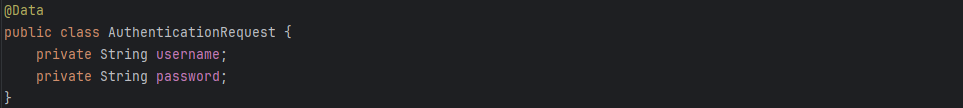 @Data
public class AuthenticationRequest {
    private String username;
    private String password;
}